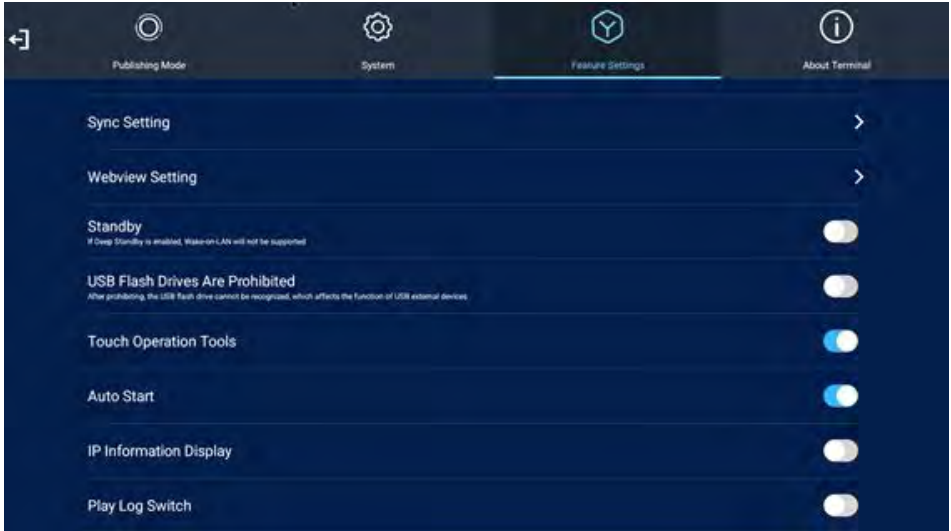 Publishing Mode
System
Feature Settings
About Terminal
Sync Setting
Webview Setting
Standby
If Deep Standby is enabled, Wake-on-LAN will not be supported
USB Flash Drives Are Prohibited
After prohibiting, the USB flash drive cannot be recognized, which affects the function of USB external devices
Touch Operation Tools
Auto Start
IP Information Display
Play Log Switch